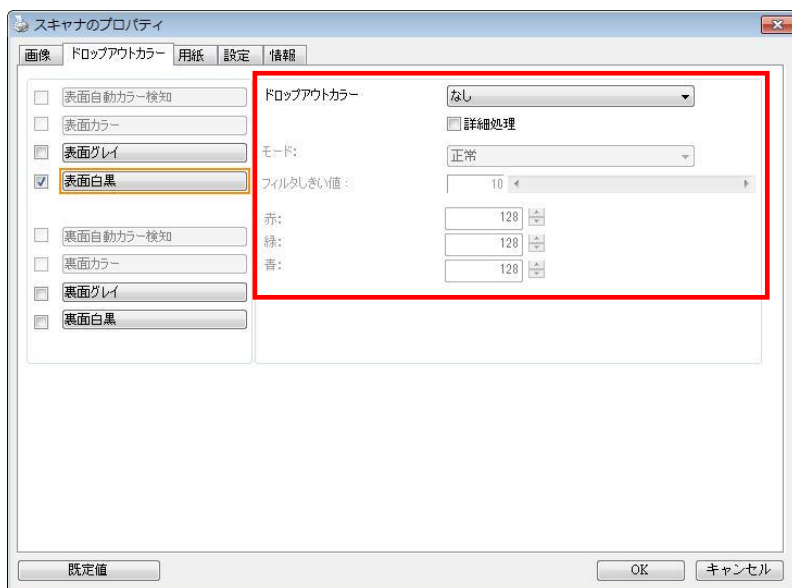 スキャナのプロパティ
画像 ドロップアウトカラー 用紙 設定 情報
表面自動カラー検知
表面カラー
表面グレイ
表面白黒
裏面自動カラー検知
裏面カラー
裏面グレイ
裏面白黒
ドロップアウトカラー なし
詳細処理
モード: 正常
フィルタしきい値: 10
赤: 128
緑: 128
青: 128
既定値 OK キャンセル